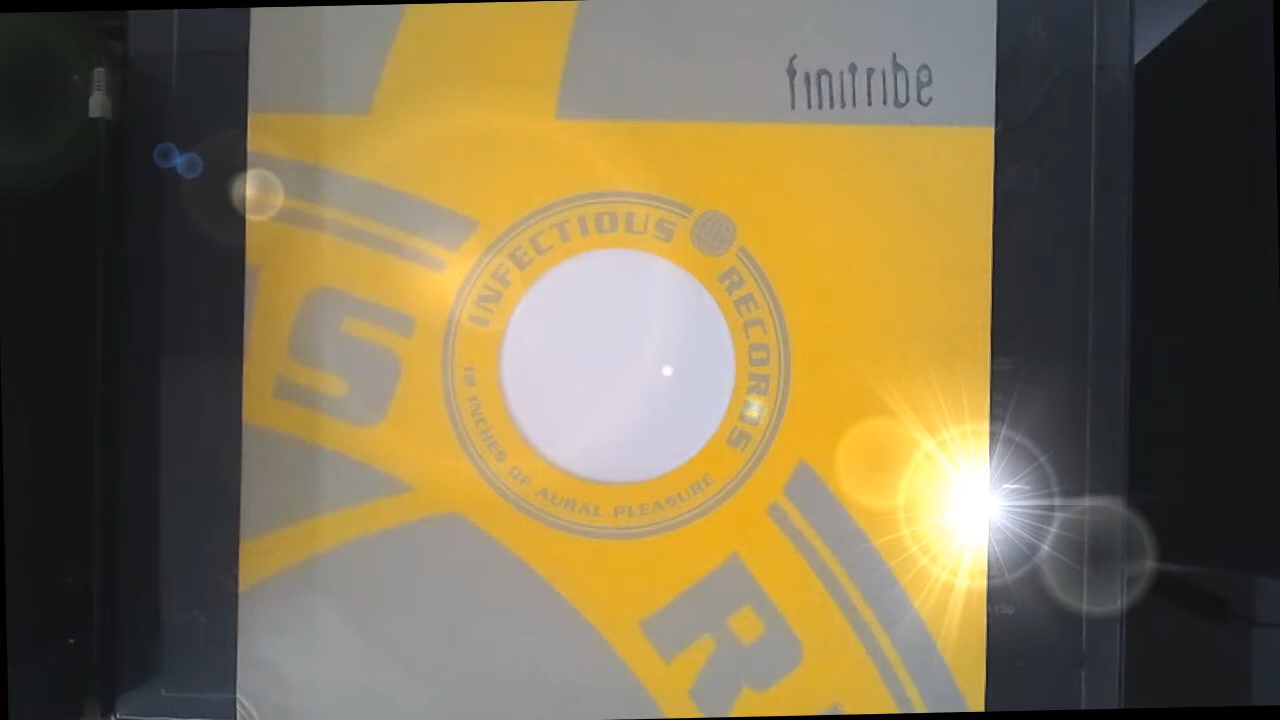 finitribe
INFECTIOUS RECORDS
12 INCHES OF AURAL PLEASURE
S
R